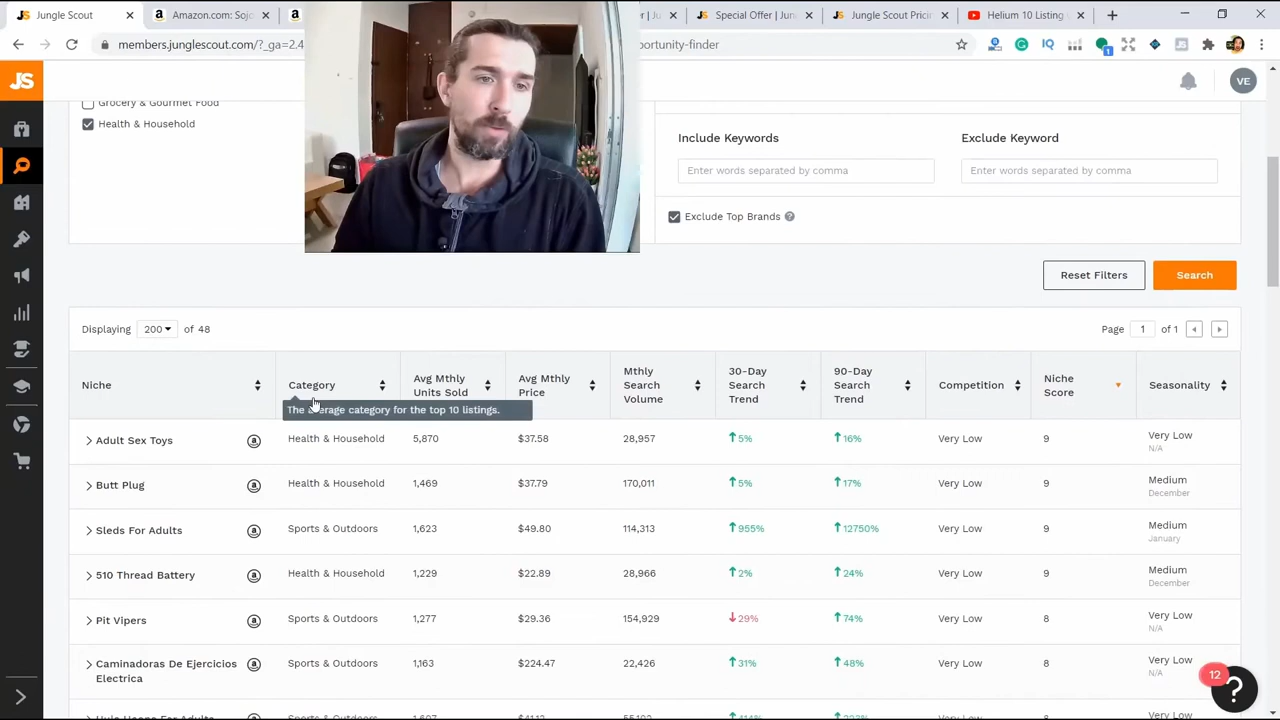 Jungle Scout
Amazon.com: Sojo
er | Ju
Special Offer | Jun
Jungle Scout Pricin
Helium 10 Listing
members.junglescout.com/?_ga=2.4
portunity-finder
IQ
1
JS
VE
Grocery & Gourmet Food
Health & Household
Include Keywords
Exclude Keyword
Enter words separated by comma
Enter words separated by comma
Exclude Top Brands
Reset Filters
Search
Displaying 200 of 48
Page 1 of 1
Niche
Category
Avg Mthly
Units Sold
Avg Mthly
Price
Mthly
Search
Volume
30-Day
Search
Trend
90-Day
Search
Trend
Competition
Niche
Score
Seasonality
The average category for the top 10 listings.
Adult Sex Toys Health & Household 5,870 $37.58 28,957 5% 16% Very Low 9 Very Low
N/A
Butt Plug Health & Household 1,469 $37.79 170,011 5% 17% Very Low 9 Medium
December
Sleds For Adults Sports & Outdoors 1,623 $49.80 114,313 955% 12750% Very Low 9 Medium
January
510 Thread Battery Health & Household 1,229 $22.89 28,966 2% 24% Very Low 9 Medium
December
Pit Vipers Sports & Outdoors 1,277 $29.36 154,929 29% 74% Very Low 8 Very Low
N/A
Caminadoras De Ejercicios
Electrica
Sports & Outdoors 1,163 $224.47 22,426 31% 48% Very Low 8 Very Low
N/A
12